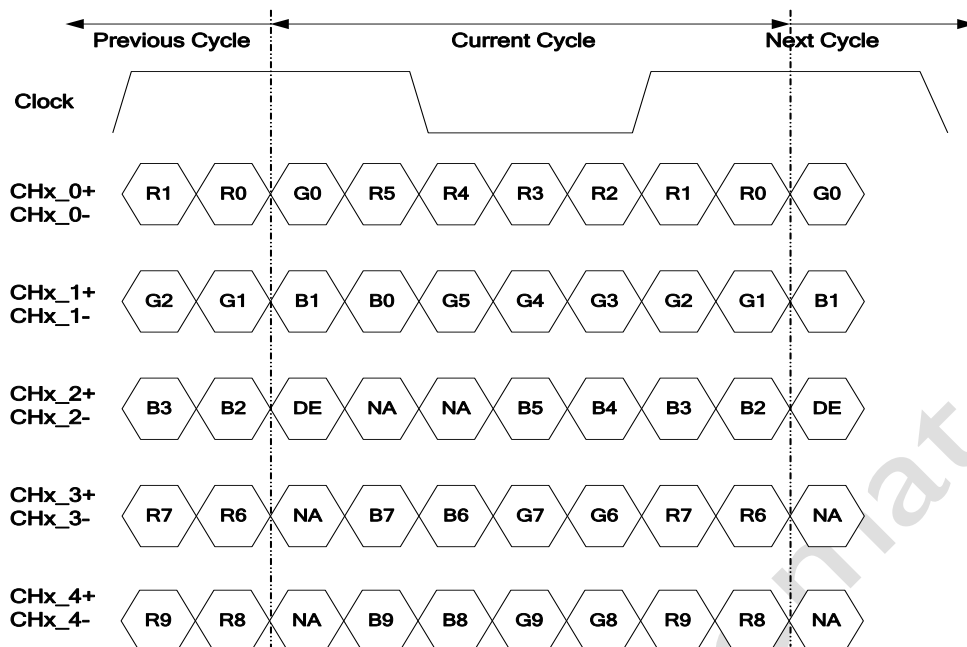 Previous Cycle Current Cycle Next Cycle
Clock
CHx_0+
CHx_0-
R1 R0 G0 R5 R4 R3 R2 R1 R0 G0
CHx_1+
CHx_1-
G2 G1 B1 B0 G5 G4 G3 G2 G1 B1
CHx_2+
CHx_2-
B3 B2 DE NA NA B5 B4 B3 B2 DE
CHx_3+
CHx_3-
R7 R6 NA B7 B6 G7 G6 R7 R6 NA
CHx_4+
CHx_4-
R9 R8 NA B9 B8 G9 G8 R9 R8 NA